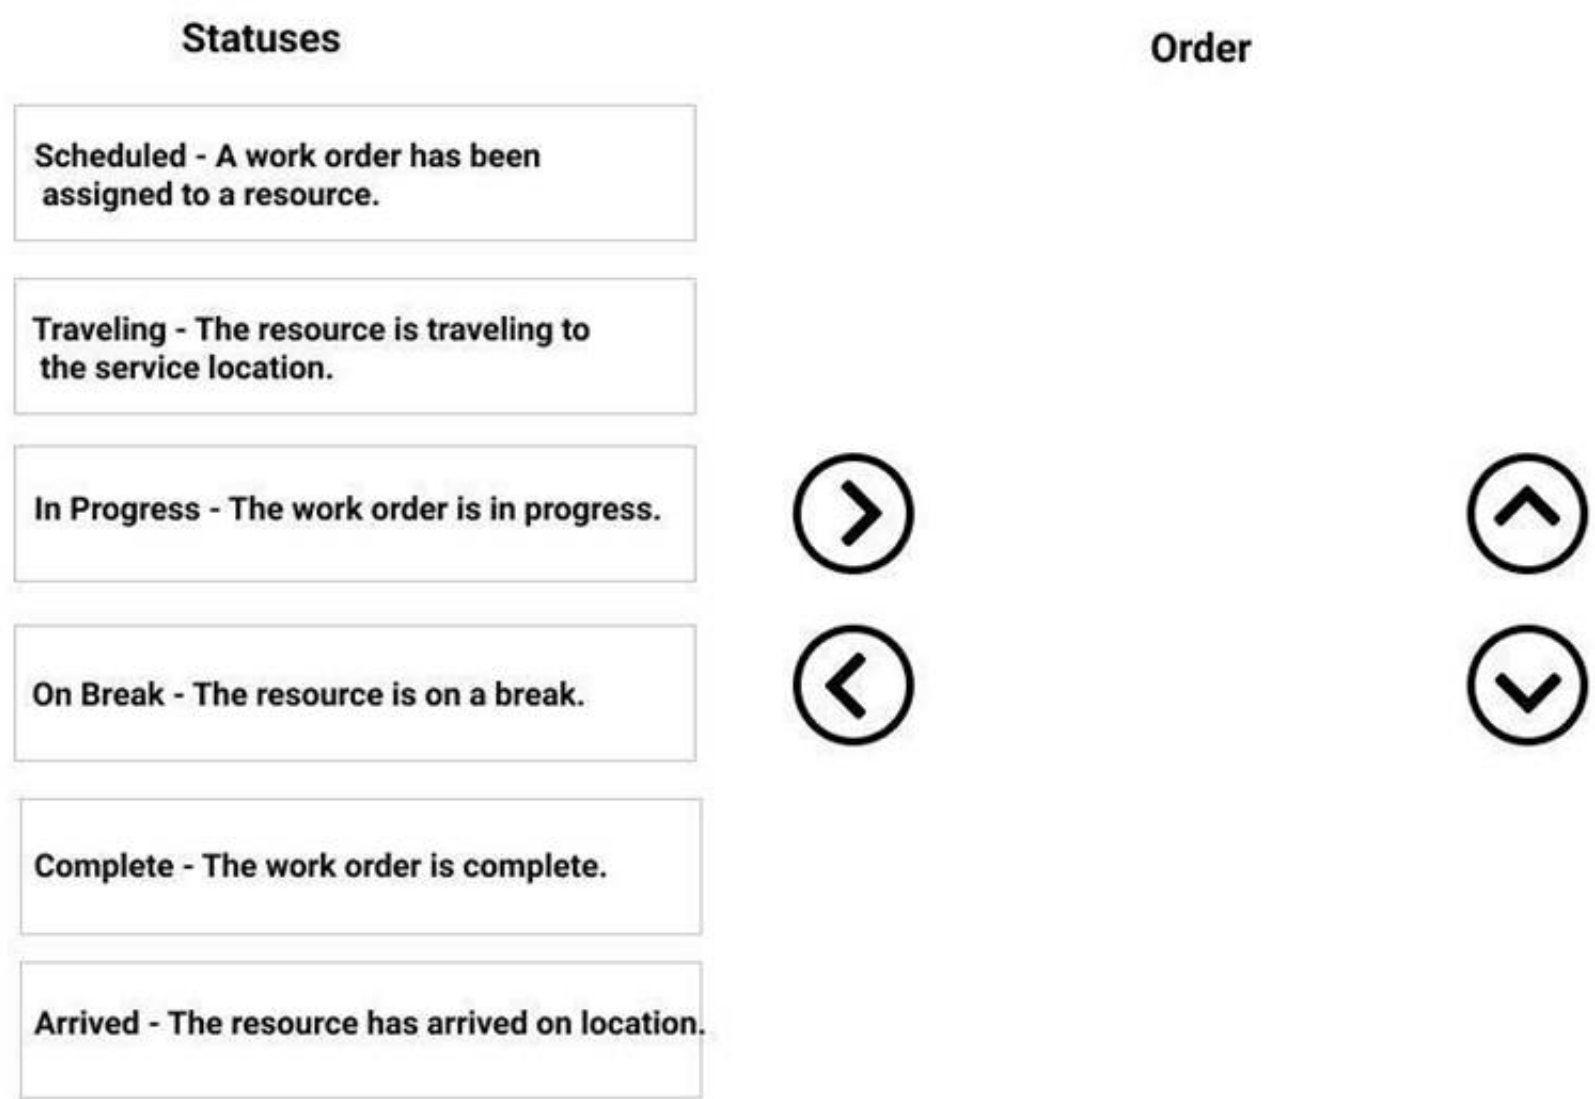 Statuses
Order
Scheduled - A work order has been
assigned to a resource.
Traveling - The resource is traveling to
the service location.
In Progress - The work order is in progress.
On Break - The resource is on a break.
Complete - The work order is complete.
Arrived - The resource has arrived on location.